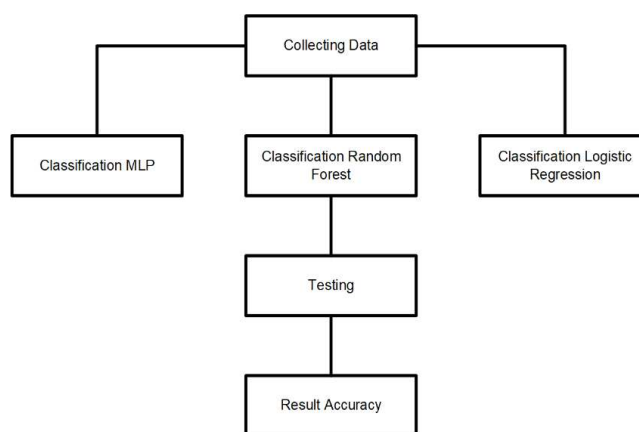 Collecting Data
Classification MLP
Classification Random
Forest
Classification Logistic
Regression
Testing
Result Accuracy